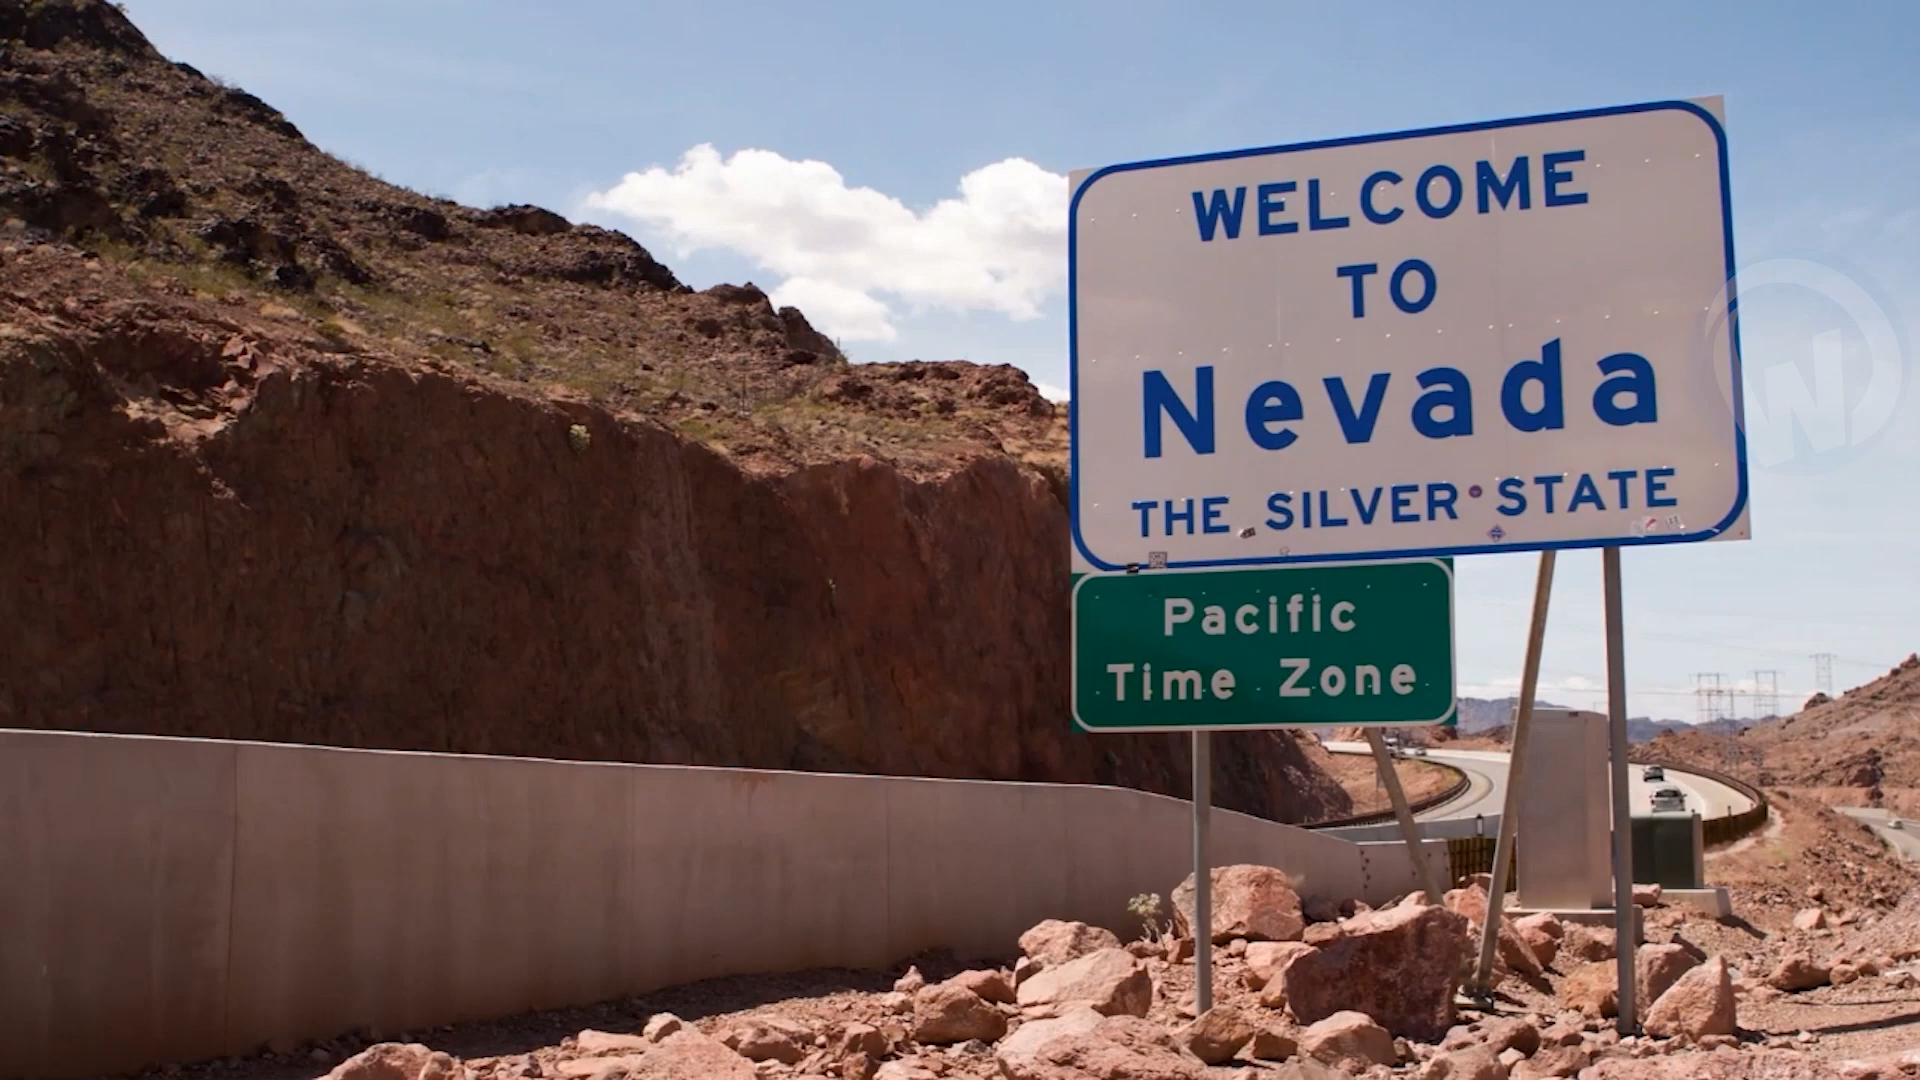 WELCOME
TO
Nevada
THE SILVER STATE
Pacific
Time Zone
W